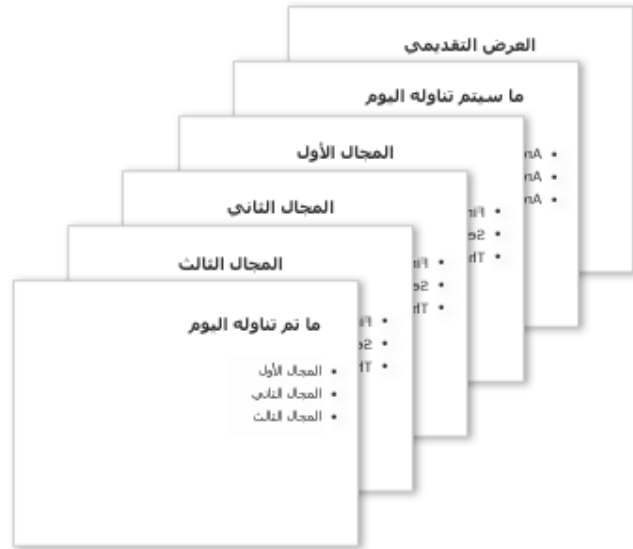 العرض التقديمي
ما سيتم تناوله اليوم
المجال الأول
المجال الثاني
المجال الثالث
ما تم تناوله اليوم
• المجال الأول
• المجال الثاني
• المجال الثالث